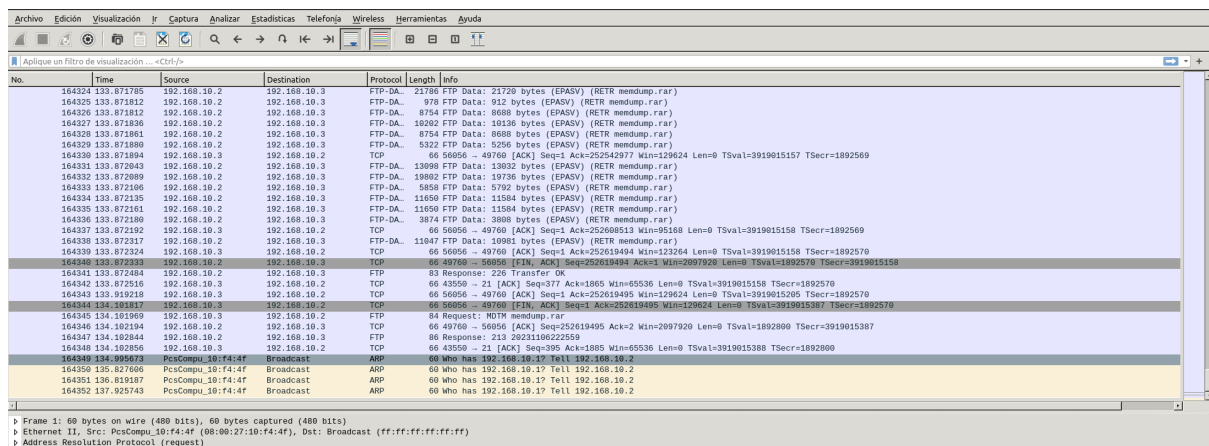 Archivo Edición Visualización Ir Captura Analizar Estadísticas Telefonía Wireless Herramientas Ayuda
Aplique un filtro de visualización ... <Ctrl-/>
No. Time Source Destination Protocol Length Info
164324 133.871785 192.168.10.2 192.168.10.3 FTP-DA… 21786 FTP Data: 21720 bytes (EPASV) (RETR memdump.rar)
164325 133.871812 192.168.10.2 192.168.10.3 FTP-DA… 978 FTP Data: 912 bytes (EPASV) (RETR memdump.rar)
164326 133.871812 192.168.10.2 192.168.10.3 FTP-DA… 8754 FTP Data: 8688 bytes (EPASV) (RETR memdump.rar)
164327 133.871836 192.168.10.2 192.168.10.3 FTP-DA… 10202 FTP Data: 10136 bytes (EPASV) (RETR memdump.rar)
164328 133.871861 192.168.10.2 192.168.10.3 FTP-DA… 8754 FTP Data: 8688 bytes (EPASV) (RETR memdump.rar)
164329 133.871880 192.168.10.2 192.168.10.3 FTP-DA… 5322 FTP Data: 5256 bytes (EPASV) (RETR memdump.rar)
164330 133.871894 192.168.10.3 192.168.10.2 TCP 66 56056 → 49760 [ACK] Seq=1 Ack=252542977 Win=129624 Len=0 TSval=3919015157 TSecr=1892569
164331 133.872043 192.168.10.2 192.168.10.3 FTP-DA… 13098 FTP Data: 13032 bytes (EPASV) (RETR memdump.rar)
164332 133.872089 192.168.10.2 192.168.10.3 FTP-DA… 19802 FTP Data: 19736 bytes (EPASV) (RETR memdump.rar)
164333 133.872106 192.168.10.2 192.168.10.3 FTP-DA… 5858 FTP Data: 5792 bytes (EPASV) (RETR memdump.rar)
164334 133.872135 192.168.10.2 192.168.10.3 FTP-DA… 11650 FTP Data: 11584 bytes (EPASV) (RETR memdump.rar)
164335 133.872161 192.168.10.2 192.168.10.3 FTP-DA… 11650 FTP Data: 11584 bytes (EPASV) (RETR memdump.rar)
164336 133.872180 192.168.10.2 192.168.10.3 FTP-DA… 3874 FTP Data: 3808 bytes (EPASV) (RETR memdump.rar)
164337 133.872192 192.168.10.3 192.168.10.2 TCP 66 56056 → 49760 [ACK] Seq=1 Ack=252608513 Win=95168 Len=0 TSval=3919015158 TSecr=1892569
164338 133.872317 192.168.10.2 192.168.10.3 FTP-DA… 11047 FTP Data: 10981 bytes (EPASV) (RETR memdump.rar)
164339 133.872324 192.168.10.3 192.168.10.2 TCP 66 56056 → 49760 [ACK] Seq=1 Ack=252619494 Win=123264 Len=0 TSval=3919015158 TSecr=1892570
164340 133.872333 192.168.10.2 192.168.10.3 TCP 66 49760 → 56056 [FIN, ACK] Seq=252619494 Ack=1 Win=2097920 Len=0 TSval=1892570 TSecr=3919015158
164341 133.872484 192.168.10.2 192.168.10.3 FTP 83 Response: 226 Transfer OK
164342 133.872516 192.168.10.3 192.168.10.2 TCP 66 43550 → 21 [ACK] Seq=377 Ack=1865 Win=65536 Len=0 TSval=3919015158 TSecr=1892570
164343 133.919218 192.168.10.3 192.168.10.2 TCP 66 56056 → 49760 [ACK] Seq=1 Ack=252619495 Win=129624 Len=0 TSval=3919015205 TSecr=1892570
164344 134.101817 192.168.10.3 192.168.10.2 TCP 66 56056 → 49760 [FIN, ACK] Seq=1 Ack=252619495 Win=129624 Len=0 TSval=3919015387 TSecr=1892570
164345 134.101969 192.168.10.3 192.168.10.2 FTP 84 Request: MDTM memdump.rar
164346 134.102194 192.168.10.2 192.168.10.3 TCP 66 49760 → 56056 [ACK] Seq=252619495 Ack=2 Win=2097920 Len=0 TSval=1892800 TSecr=3919015387
164347 134.102844 192.168.10.2 192.168.10.3 FTP 86 Response: 213 20231106222559
164348 134.102856 192.168.10.3 192.168.10.2 TCP 66 43550 → 21 [ACK] Seq=395 Ack=1885 Win=65536 Len=0 TSval=3919015388 TSecr=1892800
164349 134.995673 PcsCompu_10:f4:4f Broadcast ARP 60 Who has 192.168.10.1? Tell 192.168.10.2
164350 135.827606 PcsCompu_10:f4:4f Broadcast ARP 60 Who has 192.168.10.1? Tell 192.168.10.2
164351 136.819187 PcsCompu_10:f4:4f Broadcast ARP 60 Who has 192.168.10.1? Tell 192.168.10.2
164352 137.925743 PcsCompu_10:f4:4f Broadcast ARP 60 Who has 192.168.10.1? Tell 192.168.10.2
Frame 1: 60 bytes on wire (480 bits), 60 bytes captured (480 bits)
Ethernet II, Src: PcsCompu_10:f4:4f (08:00:27:10:f4:4f), Dst: Broadcast (ff:ff:ff:ff:ff:ff)
Address Resolution Protocol (request)